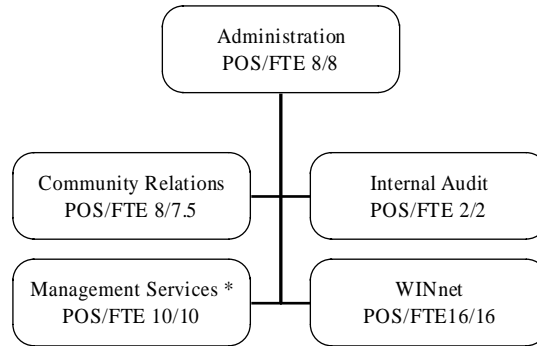 Administration
POS/FTE 8/8
Community Relations
POS/FTE 8/7.5
Internal Audit
POS/FTE 2/2
Management Services *
POS/FTE 10/10
WINnet
POS/FTE16/16